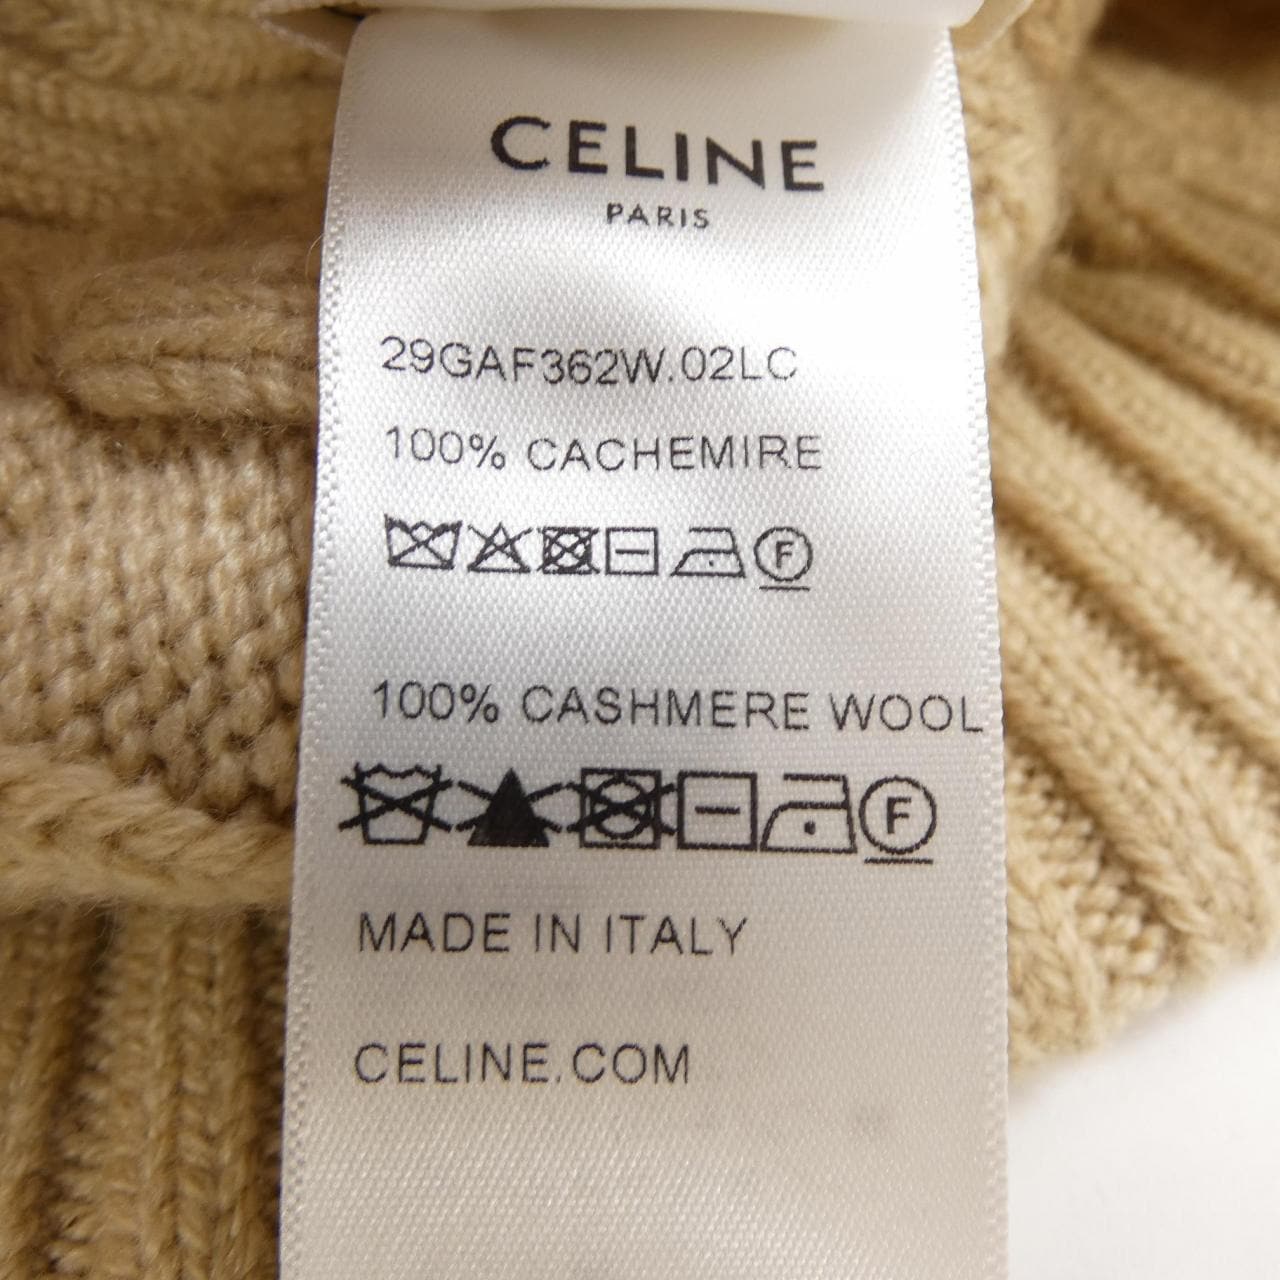 CELINE
PARIS
29GAF362W.02LC
100% CACHEMIRE
F
100% CASHMERE WOOL
F
MADE IN ITALY
CELINE.COM